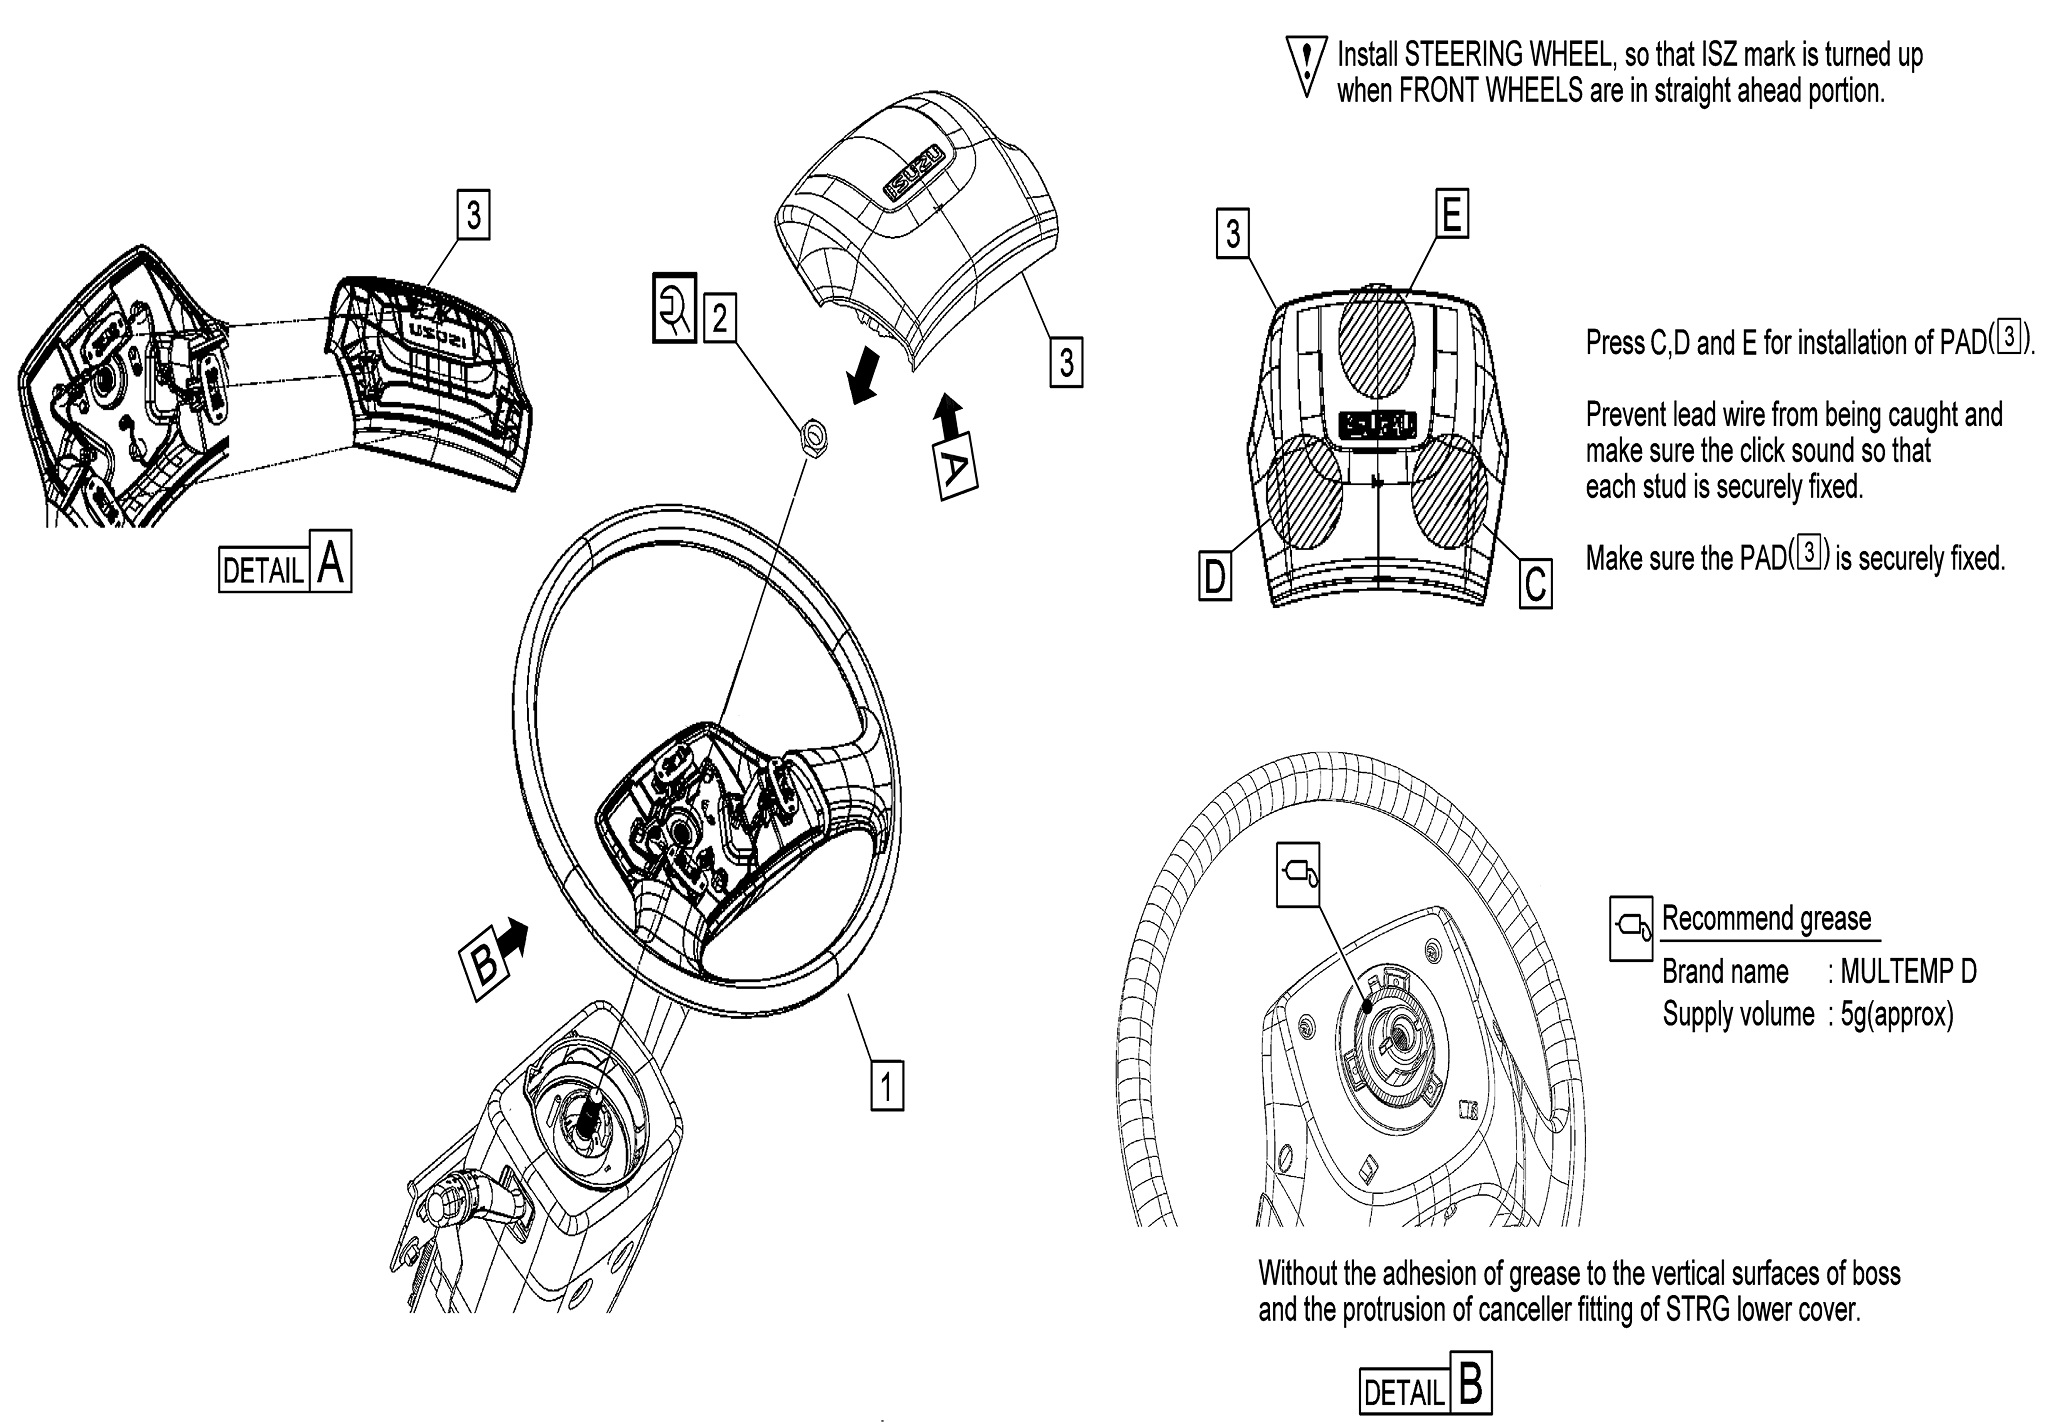 Install STEERING WHEEL, so that ISZ mark is turned up
when FRONT WHEELS are in straight ahead portion.
ISUZU
3
3
E
2
3
ISUZU
A
ISUZU
Press C,D and E for installation of PAD(3).
Prevent lead wire from being caught and
make sure the click sound so that
each stud is securely fixed.
Make sure the PAD(3) is securely fixed.
D
C
DETAIL A
B
1
Recommend grease
Brand name : MULTEMP D
Supply volume : 5g(approx)
Without the adhesion of grease to the vertical surfaces of boss
and the protrusion of canceller fitting of STRG lower cover.
DETAIL B